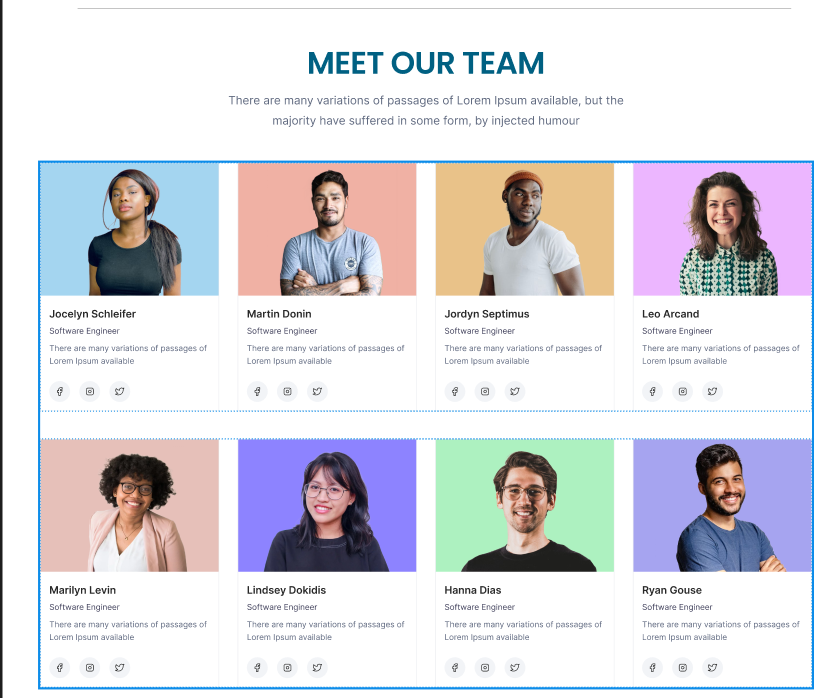 MEET OUR TEAM
There are many variations of passages of Lorem Ipsum available, but the
majority have suffered in some form, by injected humour
Jocelyn Schleifer
Software Engineer
There are many variations of passages of
Lorem Ipsum available
Martin Donin
Software Engineer
There are many variations of passages of
Lorem Ipsum available
Jordyn Septimus
Software Engineer
There are many variations of passages of
Lorem Ipsum available
Leo Arcand
Software Engineer
There are many variations of passages of
Lorem Ipsum available
Marilyn Levin
Software Engineer
There are many variations of passages of
Lorem Ipsum available
Lindsey Dokidis
Software Engineer
There are many variations of passages of
Lorem Ipsum available
Hanna Dias
Software Engineer
There are many variations of passages of
Lorem Ipsum available
Ryan Gouse
Software Engineer
There are many variations of passages of
Lorem Ipsum available